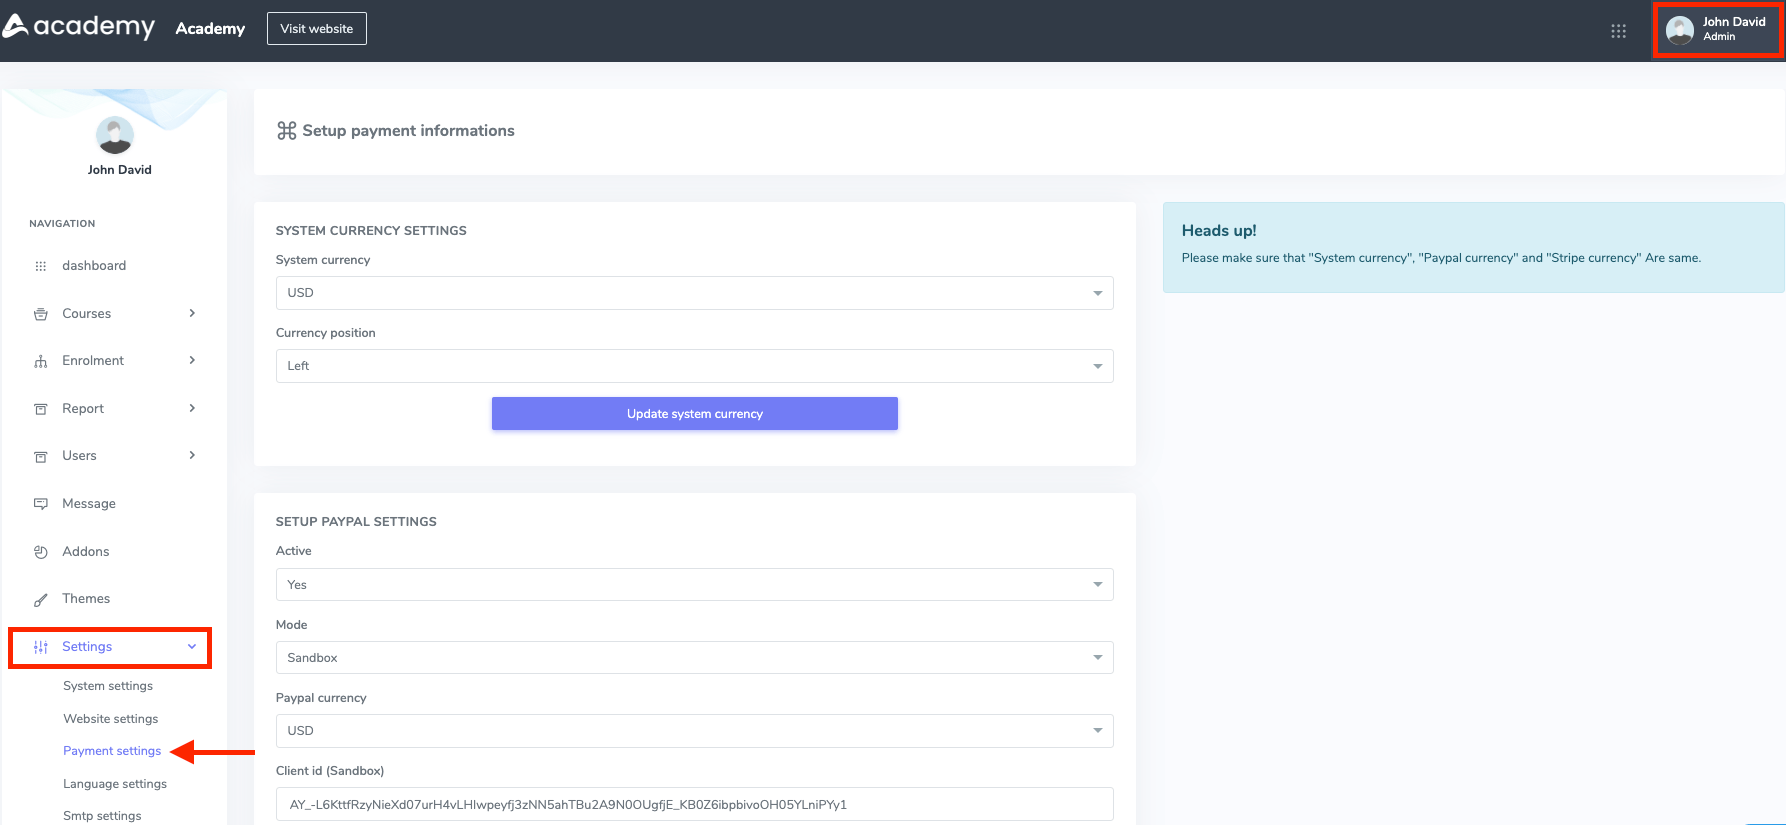 academy
Academy
Visit website
John David
Admin
John David
NAVIGATION
dashboard
Courses
Enrolment
Report
Users
Message
Addons
Themes
Settings
System settings
Website settings
Payment settings
Language settings
Smtp settings
Setup payment informations
SYSTEM CURRENCY SETTINGS
System currency
USD
Currency position
Left
Update system currency
SETUP PAYPAL SETTINGS
Active
Yes
Mode
Sandbox
Paypal currency
USD
Client id (Sandbox)
AY_-L6KttfRzyNieXd07urH4vLHlwpeyfj3zNN5ahTBu2A9N0OUgfjE_KB0Z6ibpbivoOH05YLniPYy1
Heads up!
Please make sure that "System currency", "Paypal currency" and "Stripe currency" Are same.